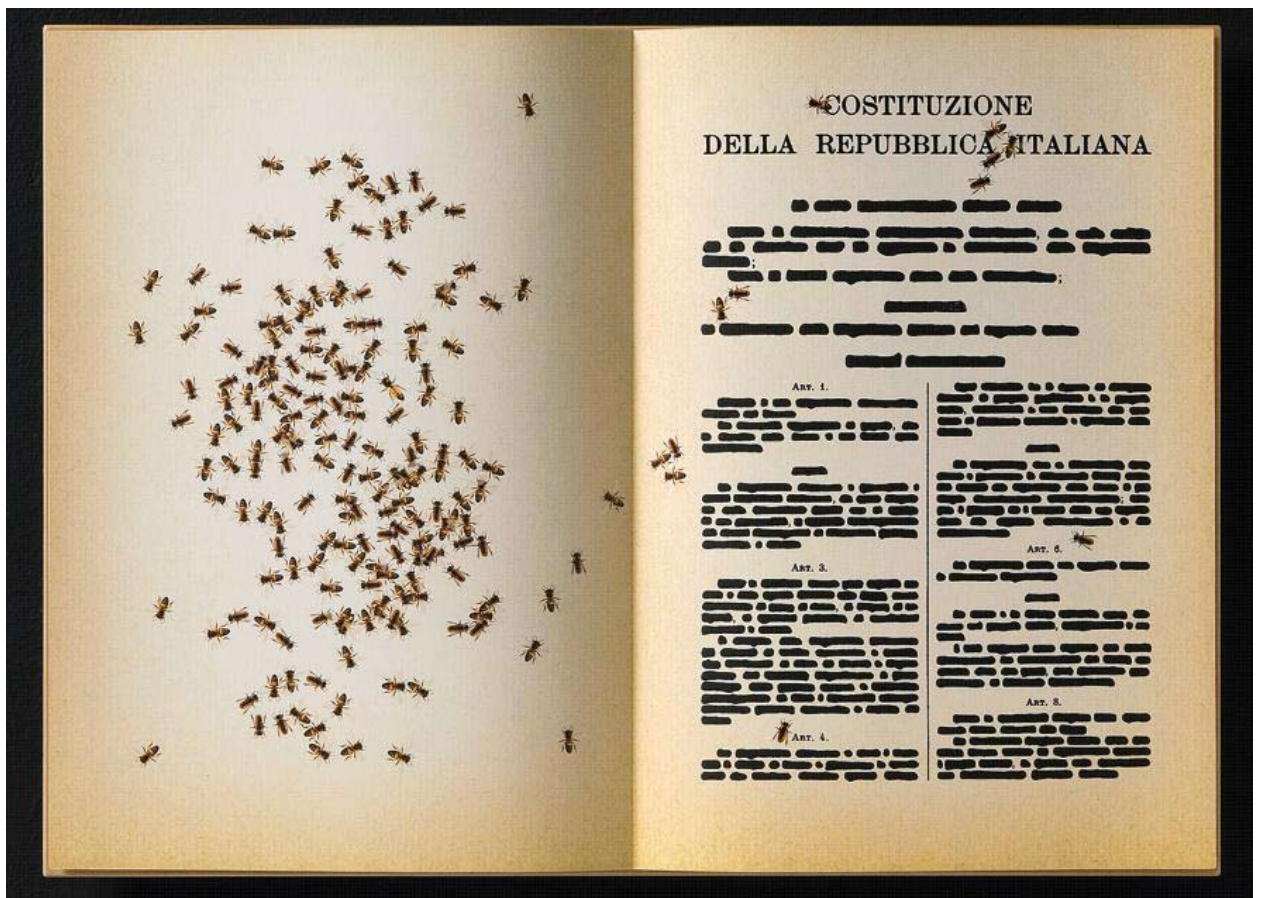 COSTITUZIONE
DELLA REPUBBLICA ITALIANA
Art. 1.
Art. 3.
Art. 4.
Art. 6.
Art. 8.